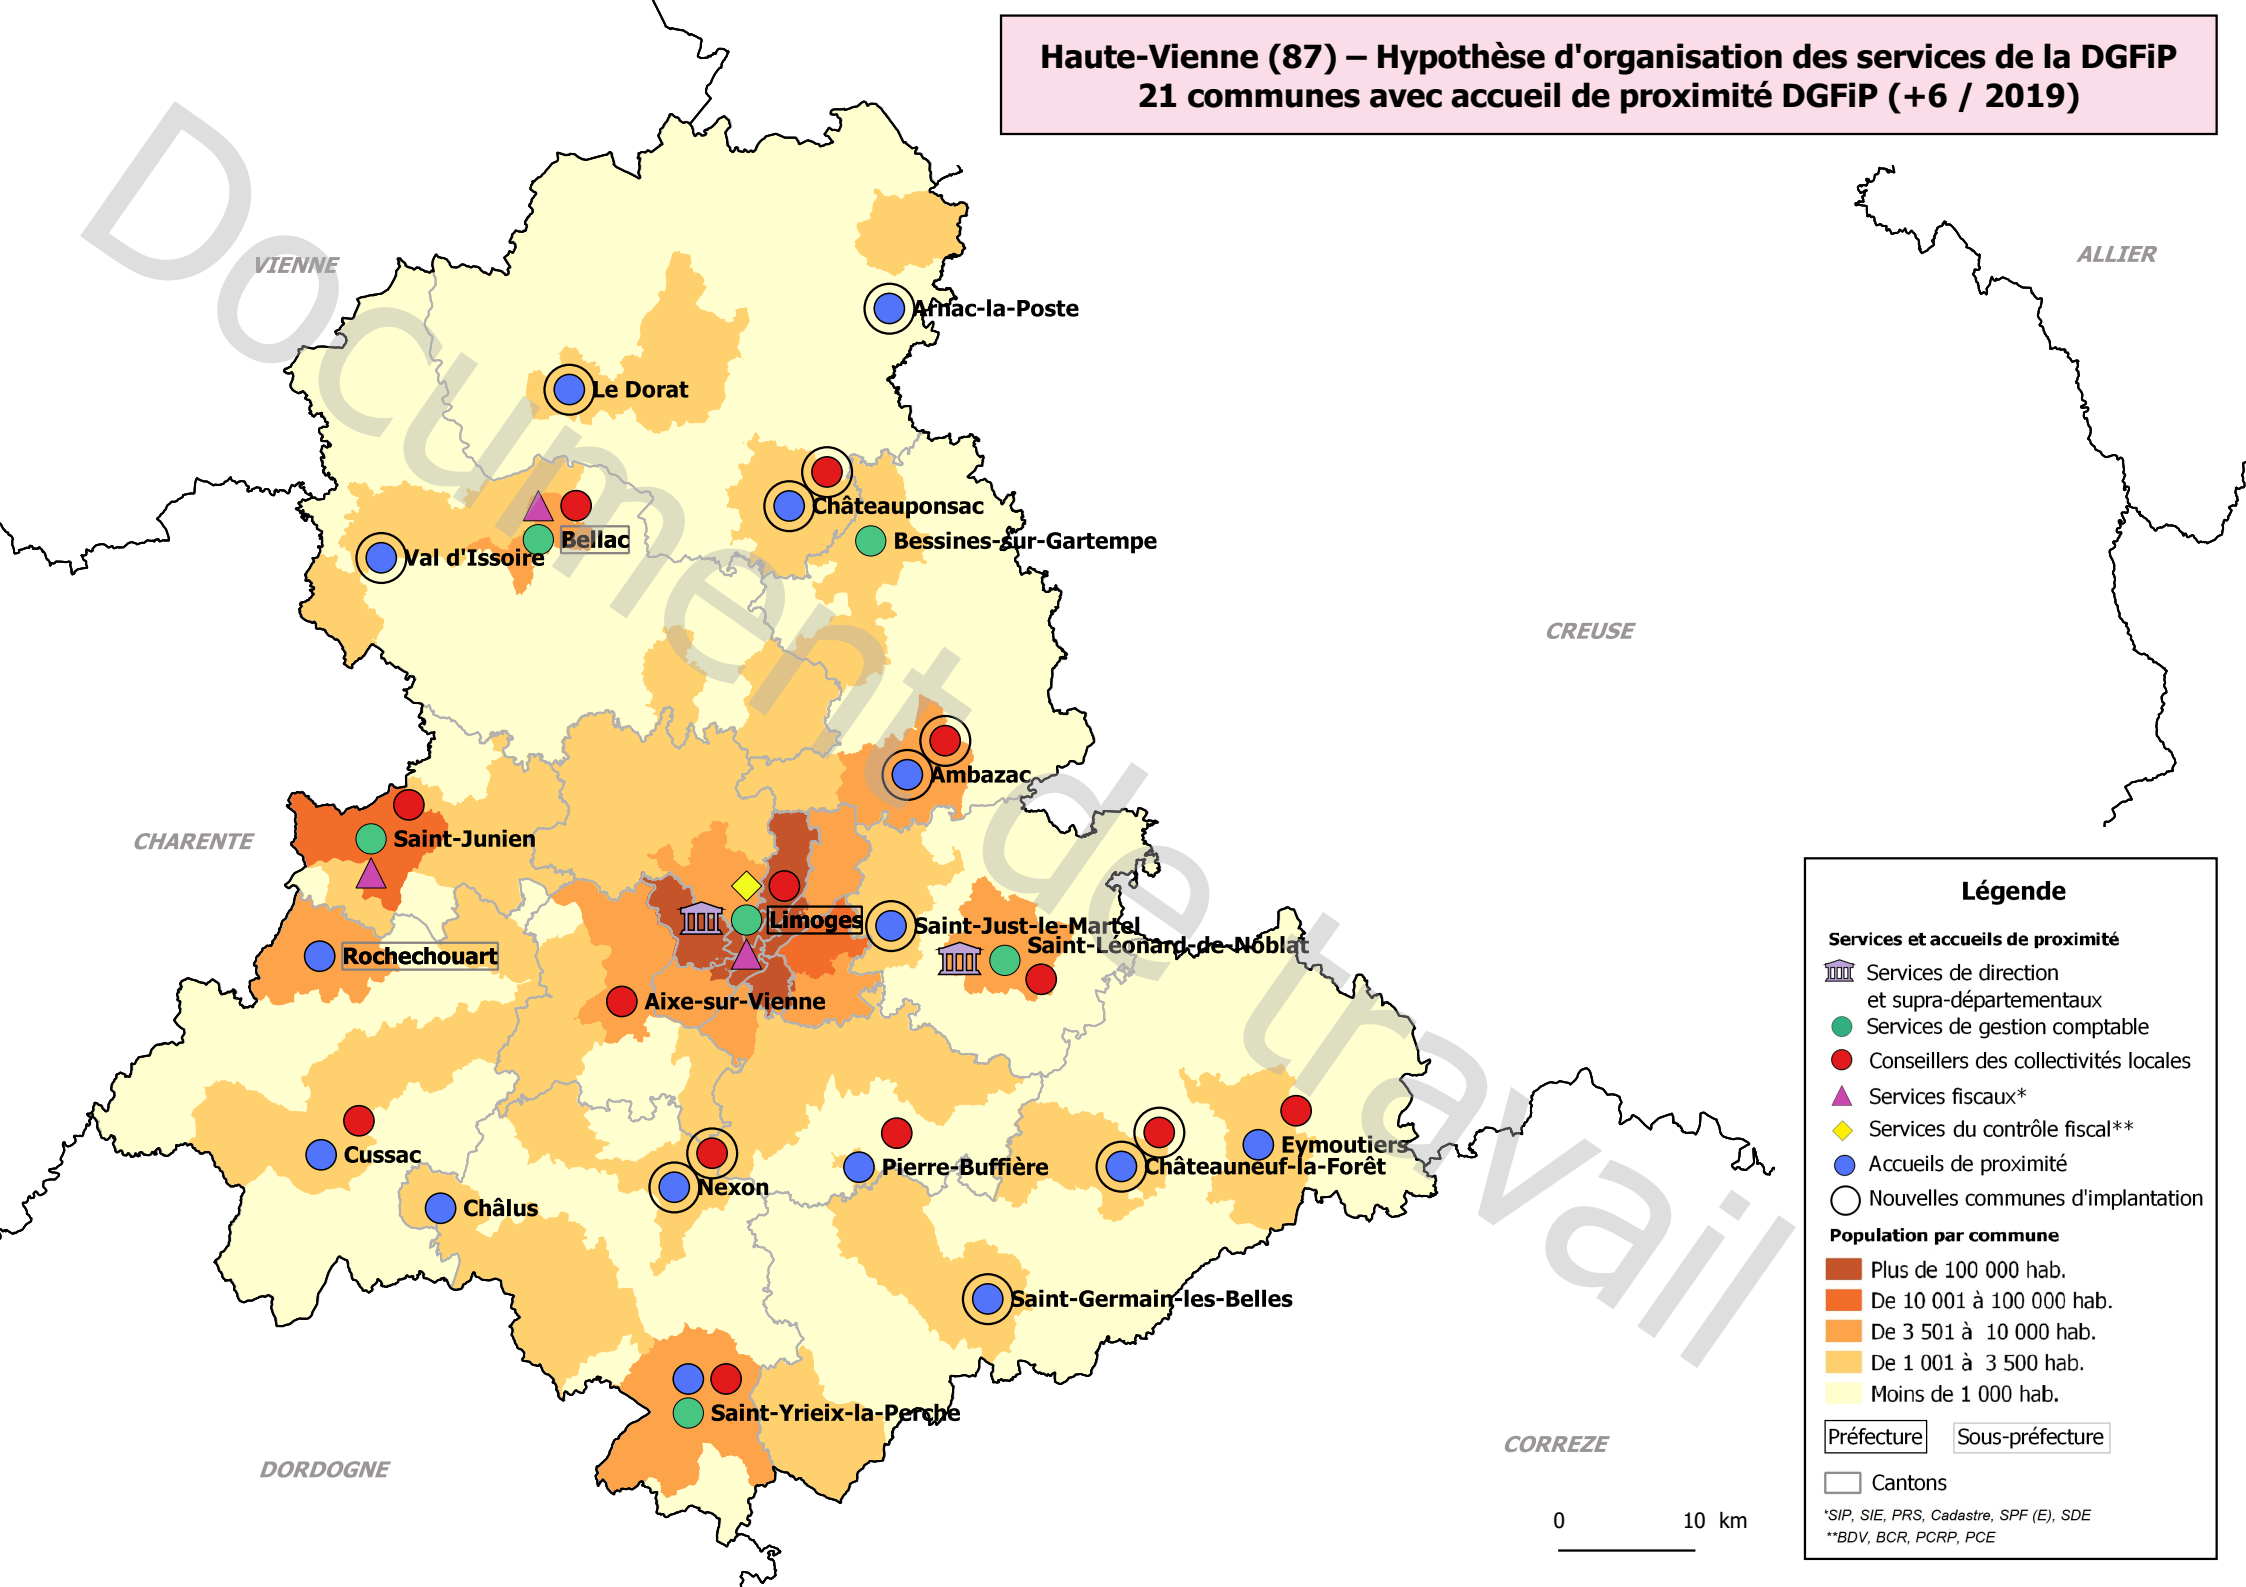 Haute-Vienne (87) – Hypothèse d'organisation des services de la DGFiP
21 communes avec accueil de proximité DGFiP (+6 / 2019)
Document de travail
VIENNE
ALLIER
Arnac-la-Poste
Le Dorat
Châteauponsac
Bellac
Bessines-sur-Gartempe
Val d'Issoire
CREUSE
Ambazac
CHARENTE
Saint-Junien
Limoges
Saint-Just-le-Martel
Saint-Léonard-de-Noblat
Rochechouart
Aixe-sur-Vienne
Cussac
Eymoutiers
Pierre-Buffière
Châteauneuf-la-Forêt
Nexon
Châlus
Saint-Germain-les-Belles
Saint-Yrieix-la-Perche
CORREZE
DORDOGNE
0 10 km
Légende
Services et accueils de proximité
Services de direction
et supra-départementaux
Services de gestion comptable
Conseillers des collectivités locales
Services fiscaux*
Services du contrôle fiscal**
Accueils de proximité
Nouvelles communes d'implantation
Population par commune
Plus de 100 000 hab.
De 10 001 à 100 000 hab.
De 3 501 à 10 000 hab.
De 1 001 à 3 500 hab.
Moins de 1 000 hab.
Préfecture Sous-préfecture
Cantons
*SIP, SIE, PRS, Cadastre, SPF (E), SDE
**BDV, BCR, PCRP, PCE